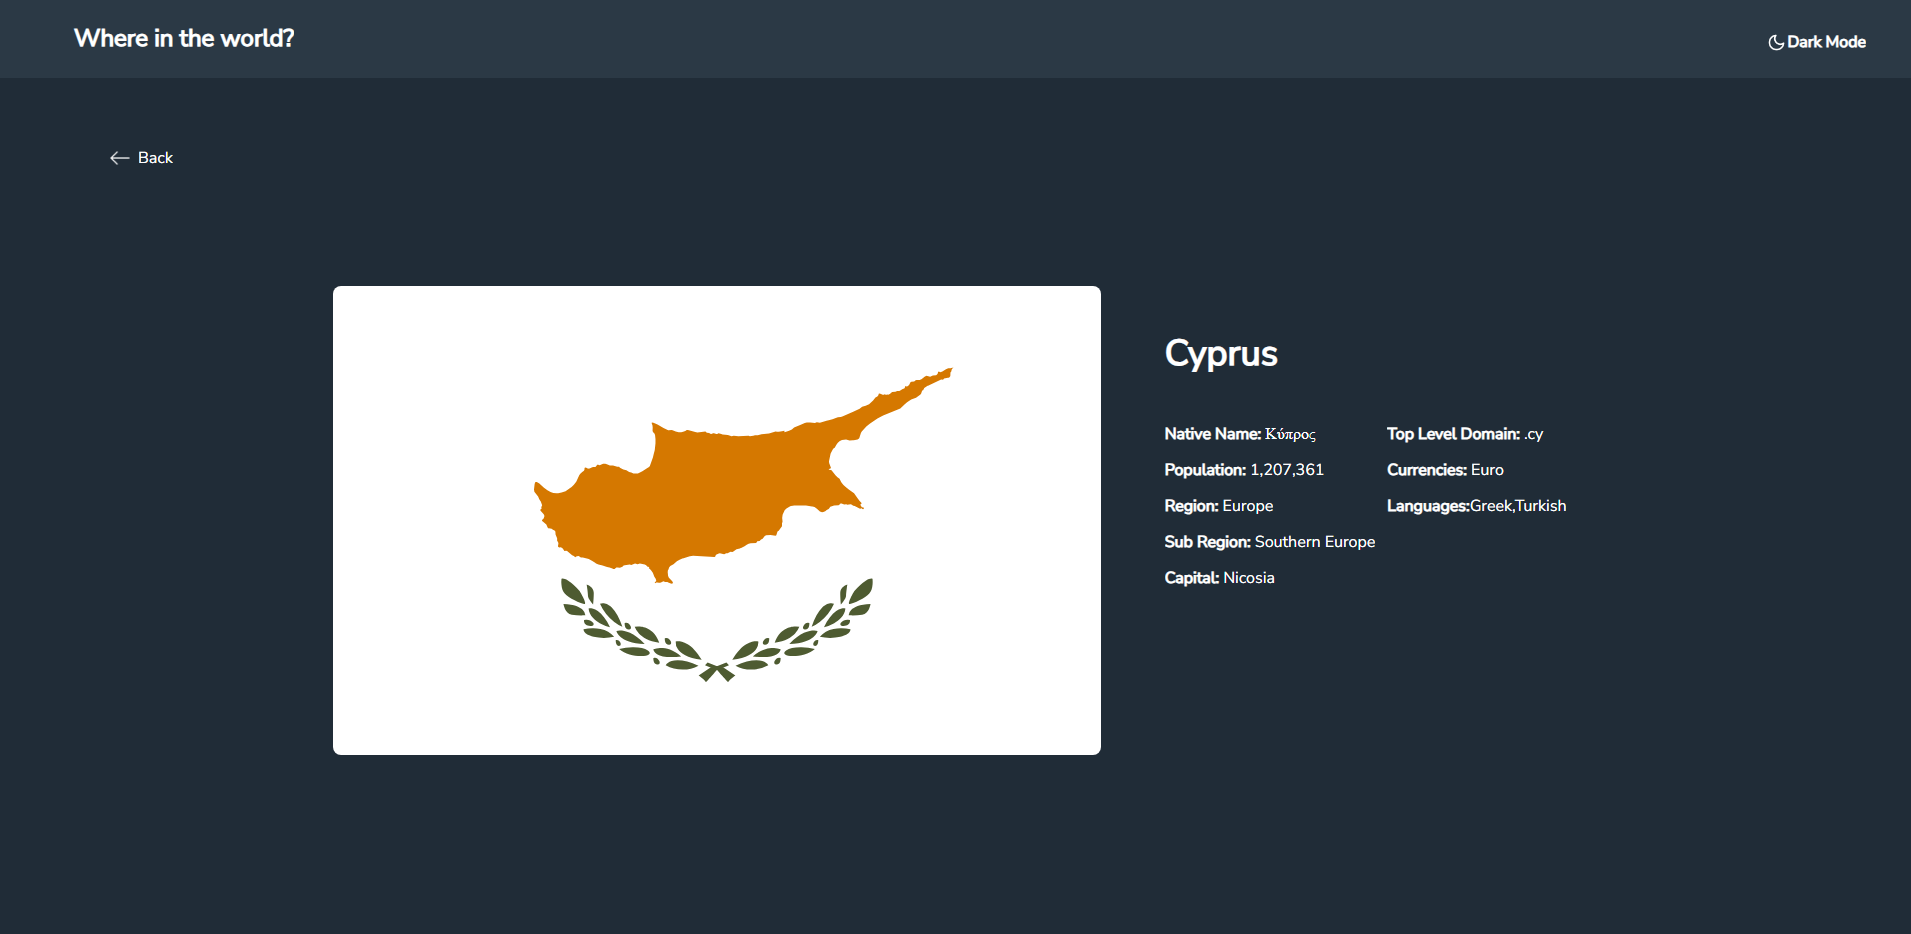 Where in the world?
Dark Mode
Back
Cyprus
Native Name: Κύπρος
Population: 1,207,361
Region: Europe
Sub Region: Southern Europe
Capital: Nicosia
Top Level Domain: .cy
Currencies: Euro
Languages:Greek,Turkish